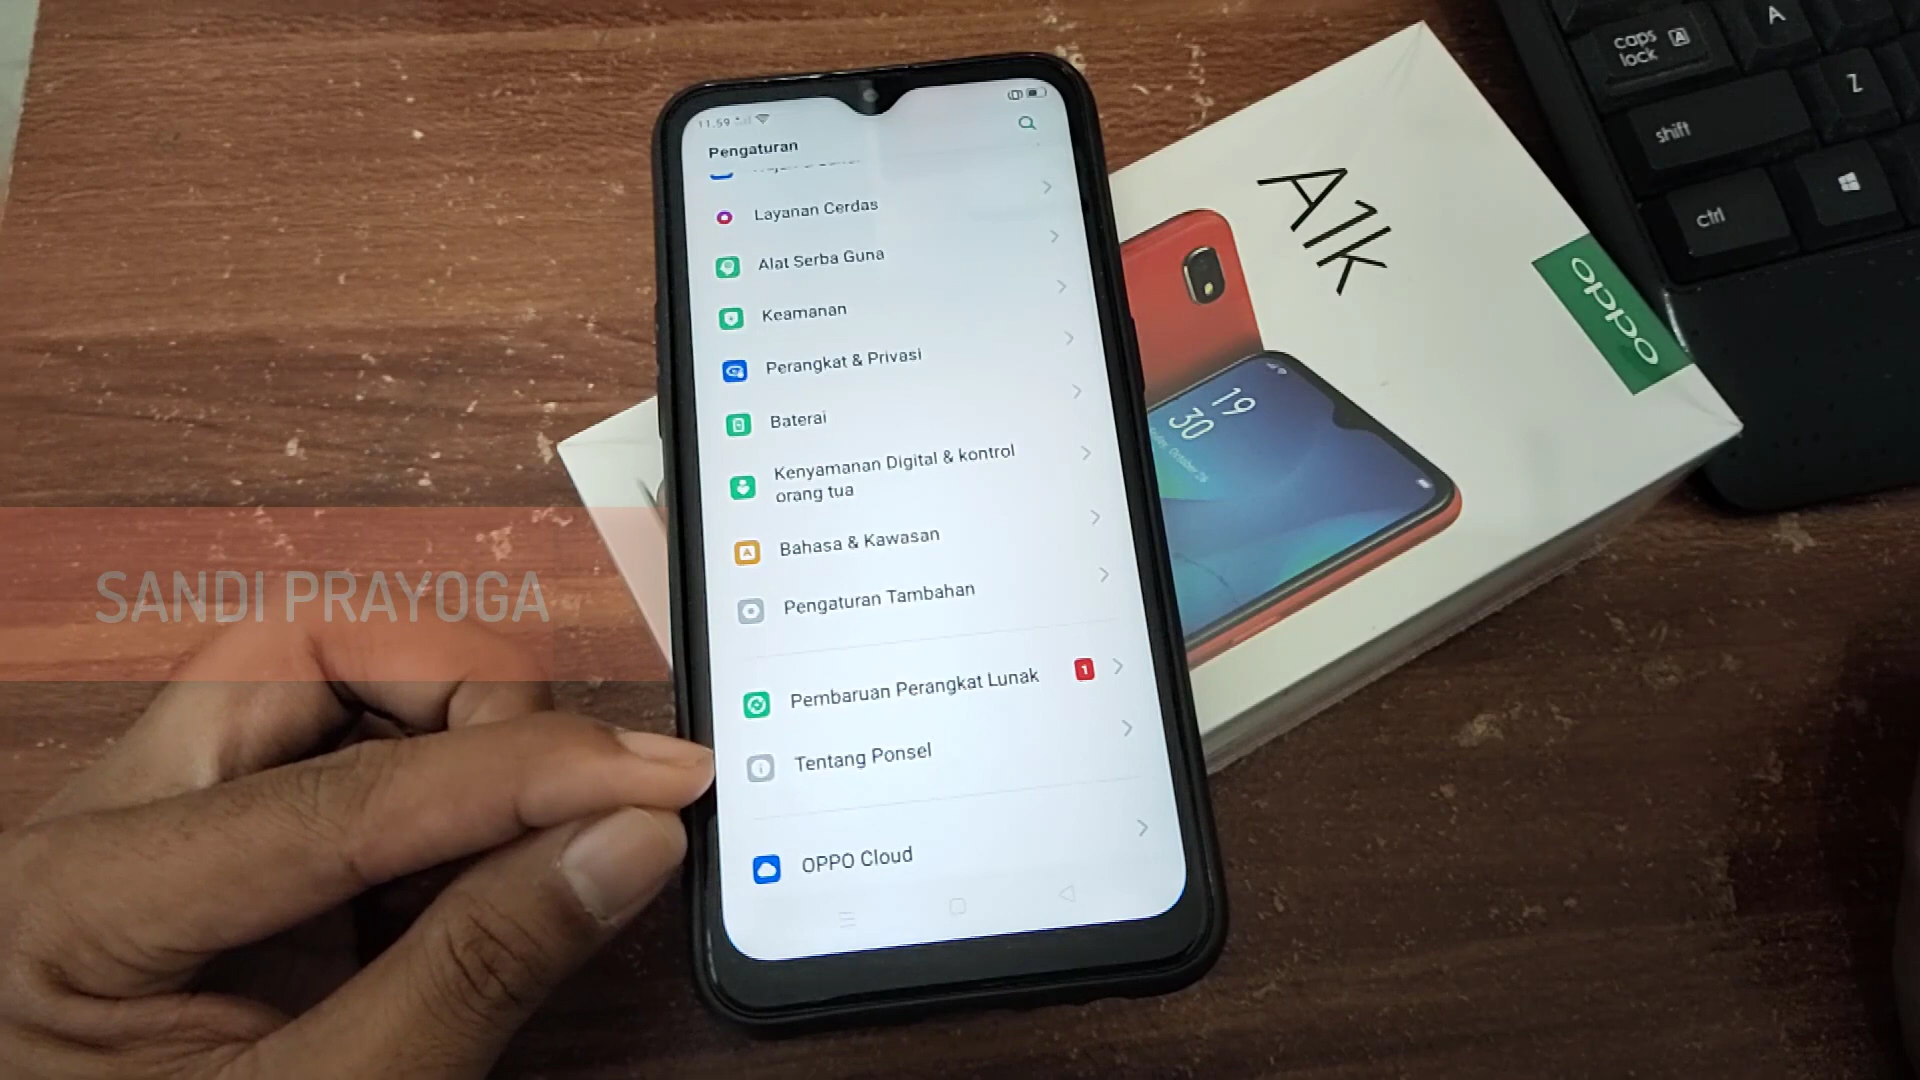 11.59
Pengaturan
Layanan Cerdas
Alat Serba Guna
Keamanan
Perangkat & Privasi
Baterai
Kenyamanan Digital & kontrol
orang tua
Bahasa & Kawasan
Pengaturan Tambahan
Pembaruan Perangkat Lunak
1
Tentang Ponsel
OPPO Cloud
SANDI PRAYOGA
A1k
oppo
19
30
caps
lock
A
A
Z
shift
ctrl